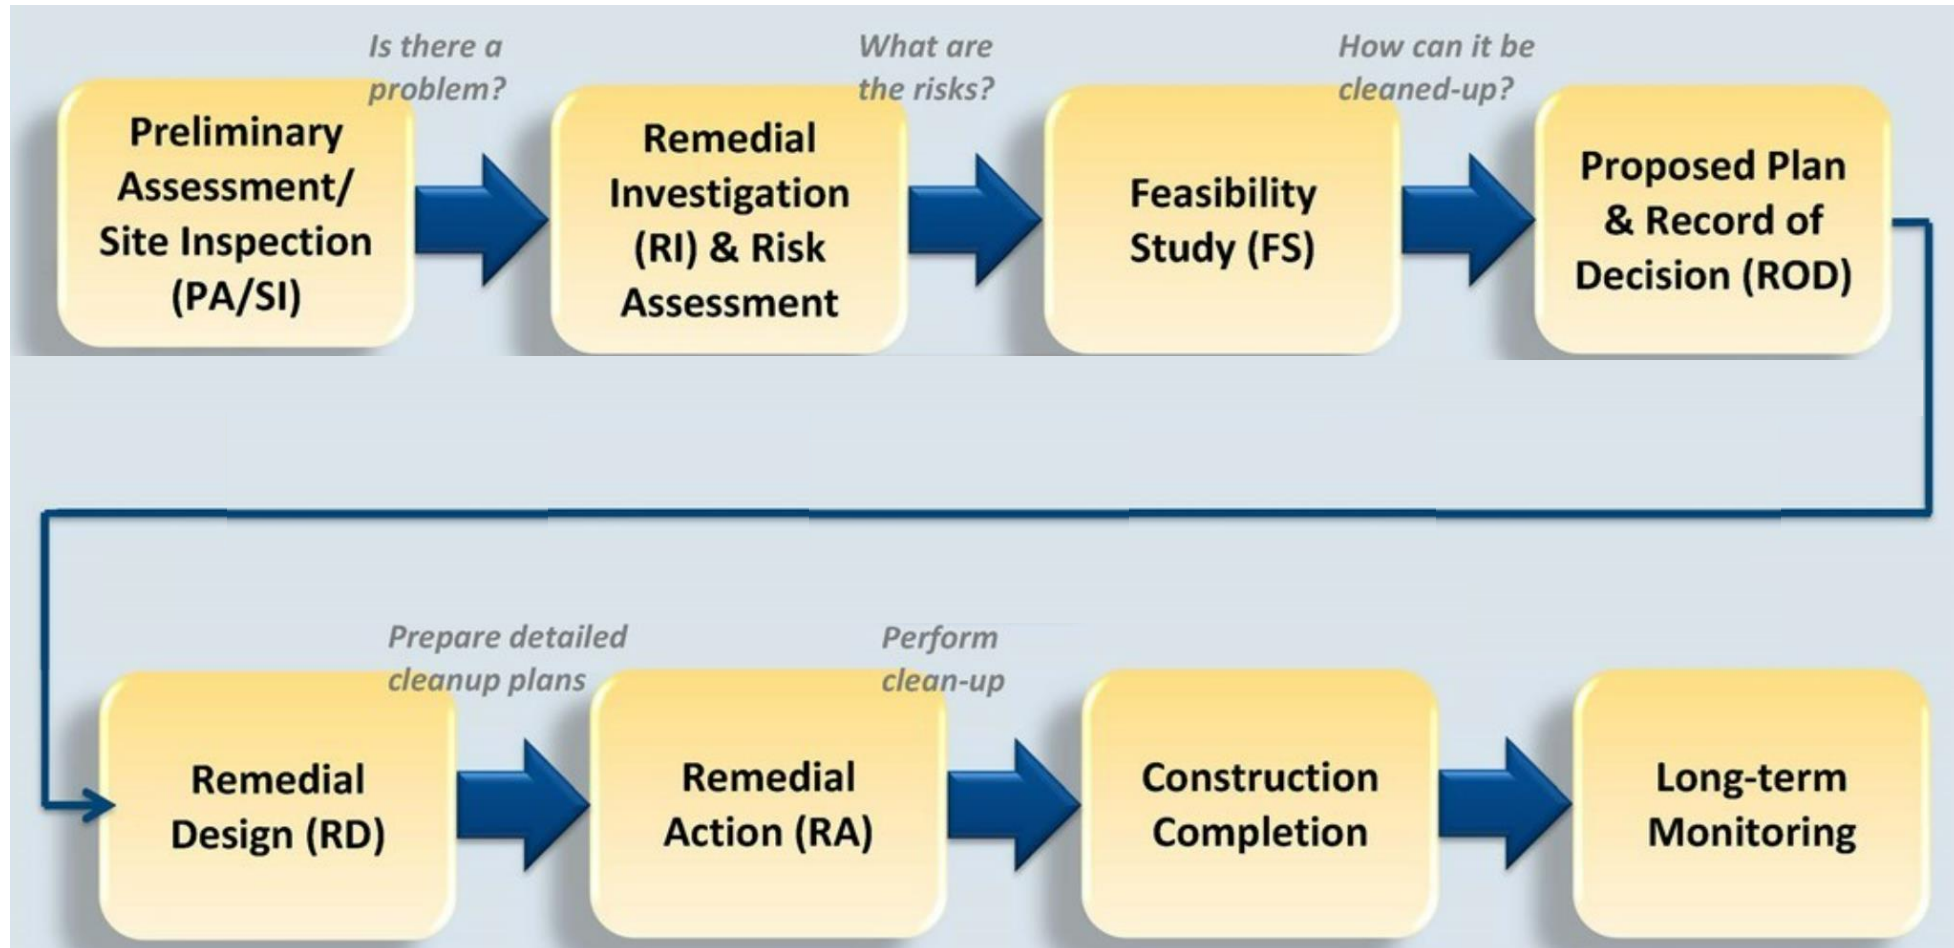 Is there a
problem?
What are
the risks?
How can it be
cleaned-up?
Preliminary
Assessment/
Site Inspection
(PA/SI)
Remedial
Investigation
(RI) & Risk
Assessment
Feasibility
Study (FS)
Proposed Plan
& Record of
Decision (ROD)
Prepare detailed
cleanup plans
Perform
clean-up
Remedial
Design (RD)
Remedial
Action (RA)
Construction
Completion
Long-term
Monitoring